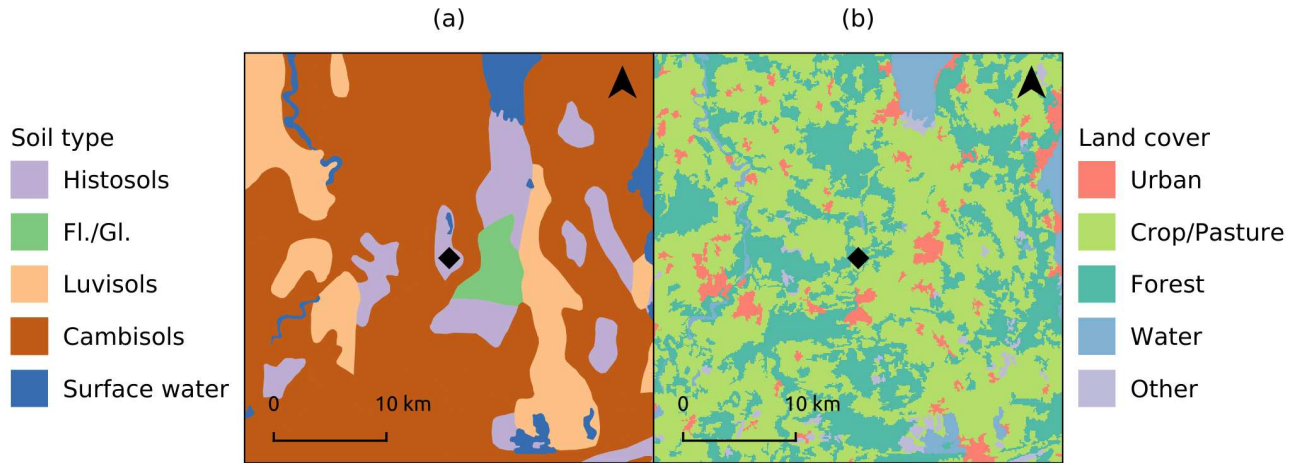 (a)
(b)
Soil type
Histosols
Fl./Gl.
Luvisols
Cambisols
Surface water
0 10 km
0 10 km
Land cover
Urban
Crop/Pasture
Forest
Water
Other